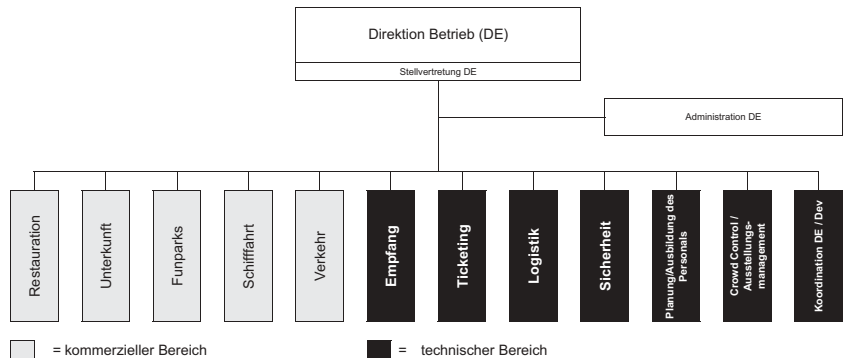 Direktion Betrieb (DE)
Stellvertretung DE
Administration DE
Restauration
Unterkunft
Funparks
Schifffahrt
Verkehr
Empfang
Ticketing
Logistik
Sicherheit
Planung/Ausbildung des
Personals
Crowd Control /
Ausstellungs-
management
Koordination DE / Dev
= kommerzieller Bereich
= technischer Bereich